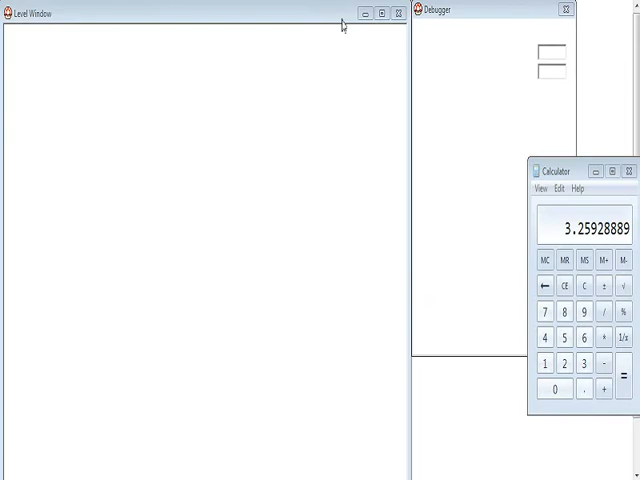 Level Window
Debugger
Calculator
View Edit Help
3.25928889
MC MR MS M+ M-
← CE C ± √
7 8 9 / %
4 5 6 * 1/x
1 2 3 - =
0 . +